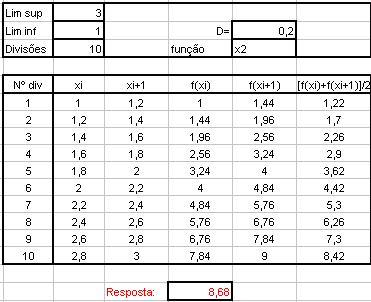 Lim sup 3
Lim inf 1 D= 0,2
Divisões 10 função x2
Nº div xi xi+1 f(xi) f(xi+1) [f(xi)+f(xi+1)]/2
1 1 1,2 1 1,44 1,22
2 1,2 1,4 1,44 1,96 1,7
3 1,4 1,6 1,96 2,56 2,26
4 1,6 1,8 2,56 3,24 2,9
5 1,8 2 3,24 4 3,62
6 2 2,2 4 4,84 4,42
7 2,2 2,4 4,84 5,76 5,3
8 2,4 2,6 5,76 6,76 6,26
9 2,6 2,8 6,76 7,84 7,3
10 2,8 3 7,84 9 8,42
Resposta: 8,68